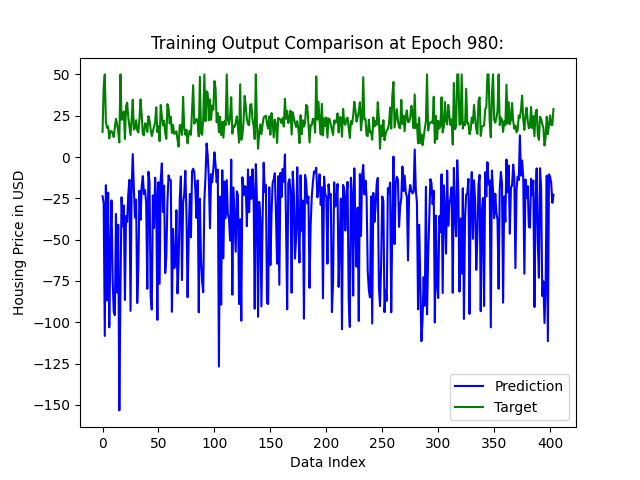 Training Output Comparison at Epoch 980:
Housing Price in USD
50
25
0
−25
−50
−75
−100
−125
−150
0 50 100 150 200 250 300 350 400
Data Index
Prediction
Target